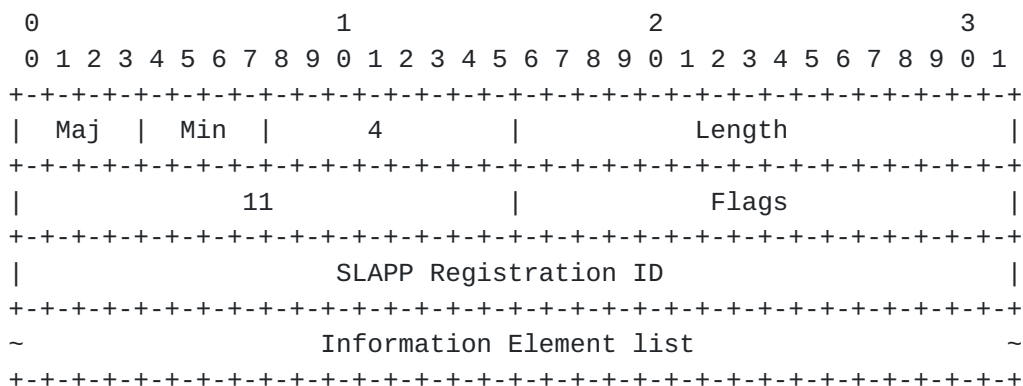 0                   1                   2                   3
 0 1 2 3 4 5 6 7 8 9 0 1 2 3 4 5 6 7 8 9 0 1 2 3 4 5 6 7 8 9 0 1
+-+-+-+-+-+-+-+-+-+-+-+-+-+-+-+-+-+-+-+-+-+-+-+-+-+-+-+-+-+-+-+-+
|  Maj  |  Min  |      4        |           Length              |
+-+-+-+-+-+-+-+-+-+-+-+-+-+-+-+-+-+-+-+-+-+-+-+-+-+-+-+-+-+-+-+-+
|              11               |            Flags              |
+-+-+-+-+-+-+-+-+-+-+-+-+-+-+-+-+-+-+-+-+-+-+-+-+-+-+-+-+-+-+-+-+
|                    SLAPP Registration ID                      |
+-+-+-+-+-+-+-+-+-+-+-+-+-+-+-+-+-+-+-+-+-+-+-+-+-+-+-+-+-+-+-+-+
~                   Information Element list                    ~
+-+-+-+-+-+-+-+-+-+-+-+-+-+-+-+-+-+-+-+-+-+-+-+-+-+-+-+-+-+-+-+-+